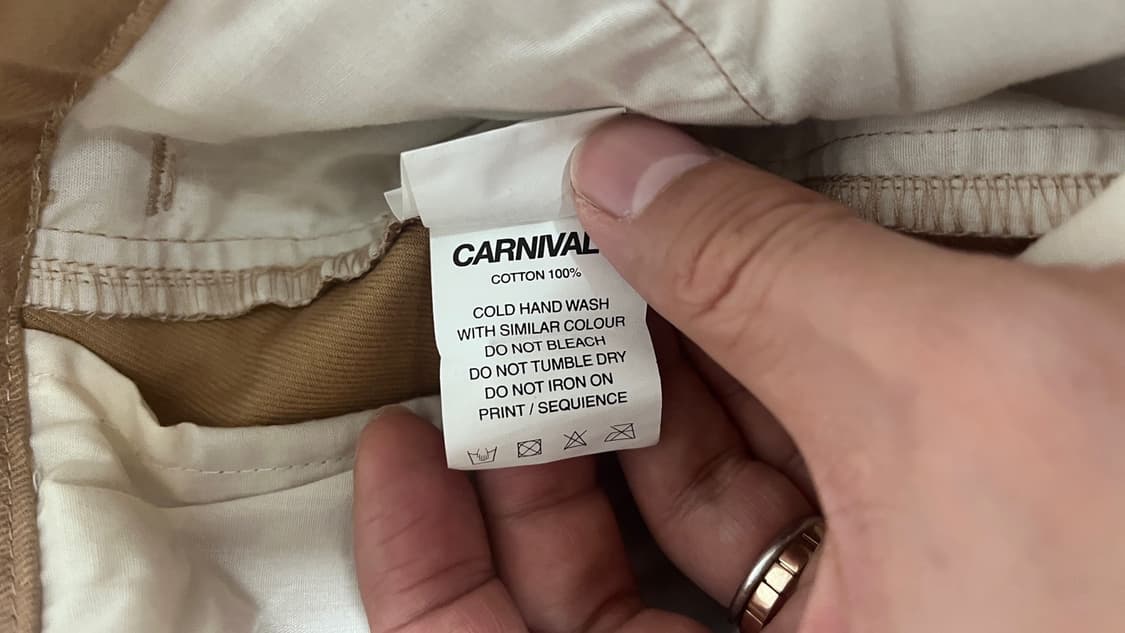 CARNIVAL
COTTON 100%
COLD HAND WASH
WITH SIMILAR COLOUR
DO NOT BLEACH
DO NOT TUMBLE DRY
DO NOT IRON ON
PRINT / SEQUIENCE